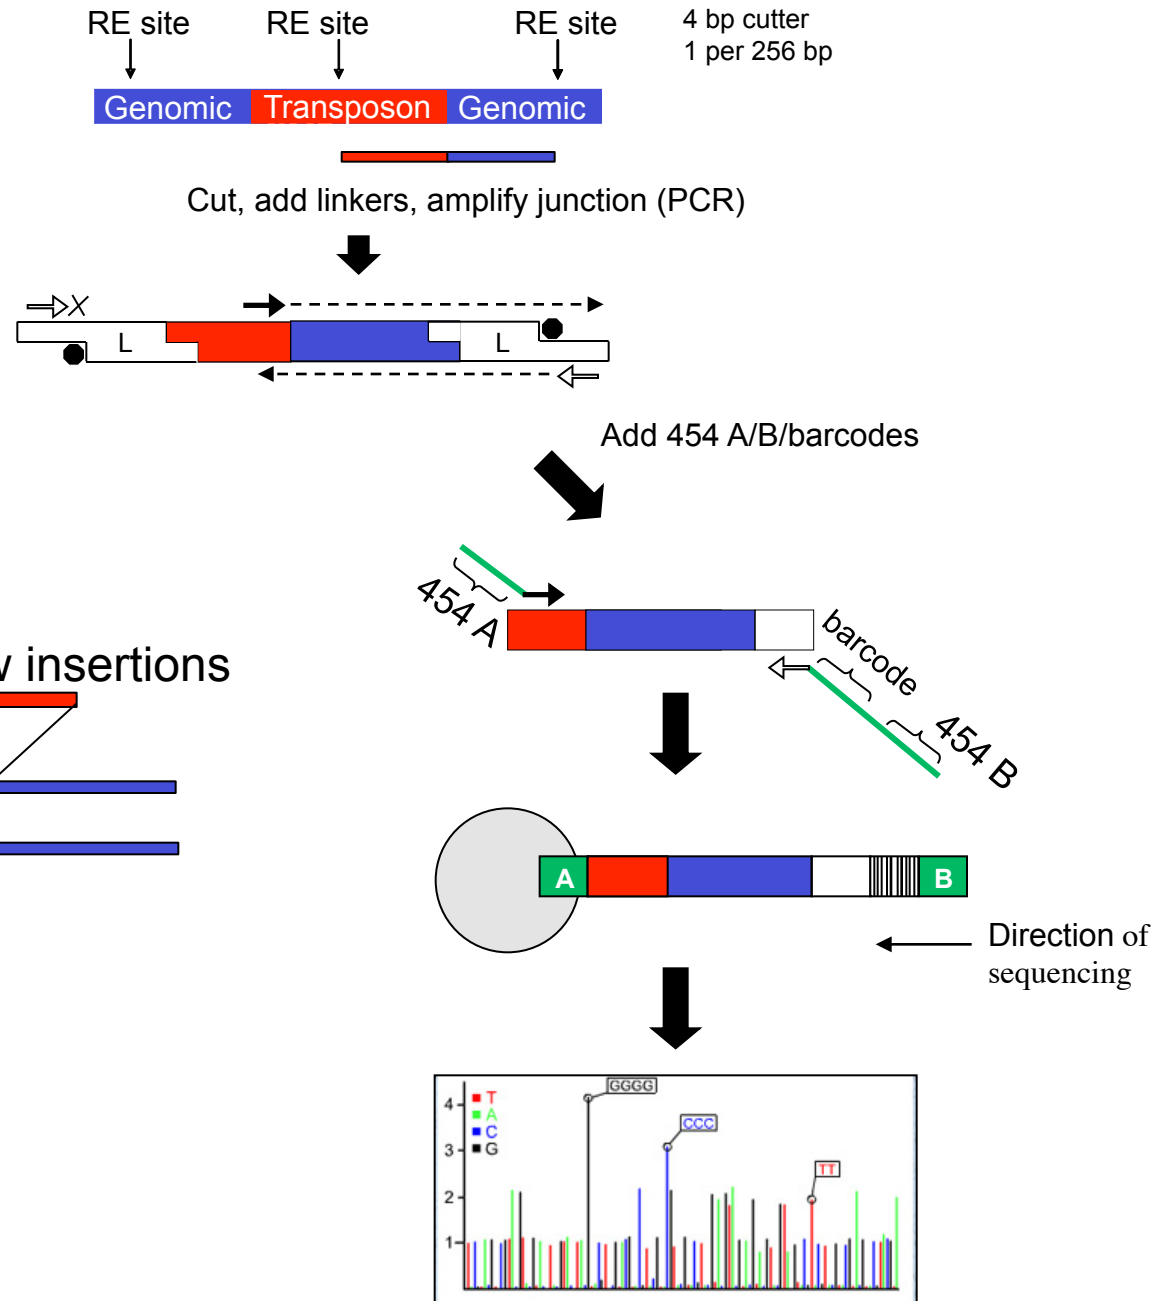 RE site RE site RE site
4 bp cutter
1 per 256 bp
Genomic Transposon Genomic
Cut, add linkers, amplify junction (PCR)
X
L L
Add 454 A/B/barcodes
454 A
barcode
454 B
insertions
A B
Direction of
sequencing
GGGG
CCC
TT
T
A
C
G
4
3
2
1